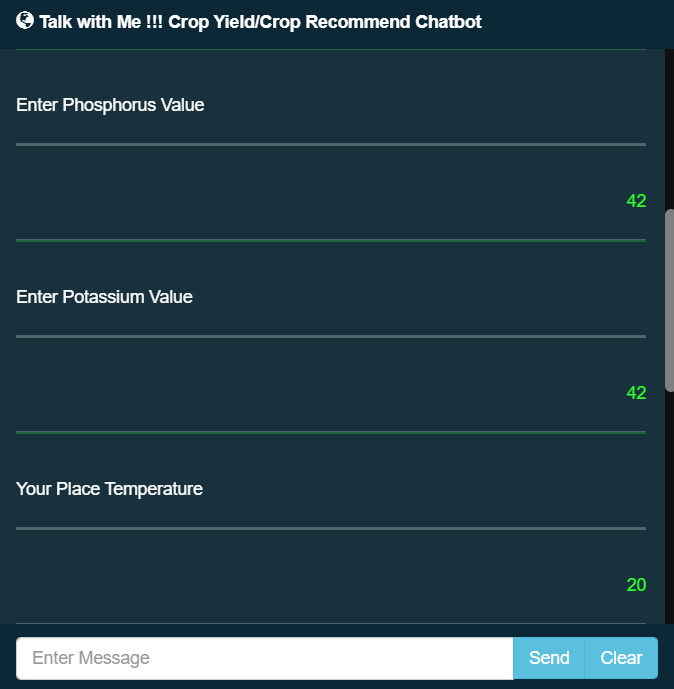 Talk with Me !!! Crop Yield/Crop Recommend Chatbot
Enter Phosphorus Value
42
Enter Potassium Value
42
Your Place Temperature
20
Enter Message Send Clear